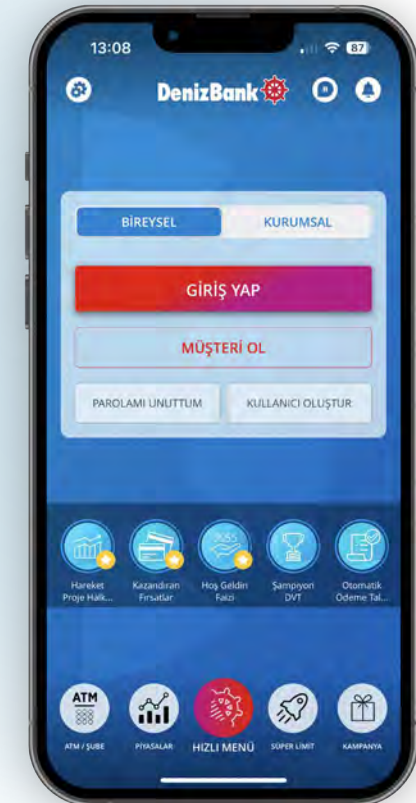 13:08
87
DenizBank
BİREYSEL
KURUMSAL
GİRİŞ YAP
MÜŞTERİ OL
PAROLAMI UNUTTUM
KULLANICI OLUŞTUR
Hareket
Proje Halk...
Kazandıran
Fırsatlar
Hoş Geldin
Faizi
Şampiyon
DVT
Otomatik
Ödeme Tal...
ATM
ATM / ŞUBE
PİYASALAR
HIZLI MENÜ
SÜPER LİMİT
KAMPANYA